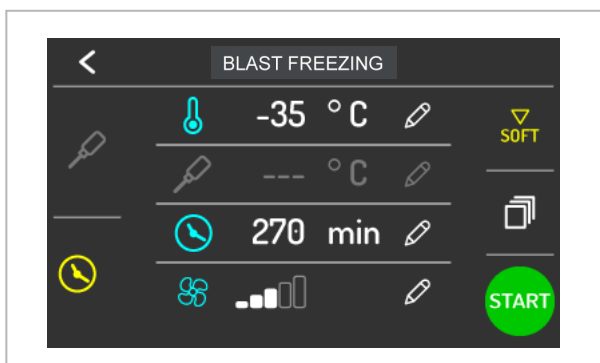 BLAST FREEZING
-35 °C
SOFT
--- °C
270 min
START